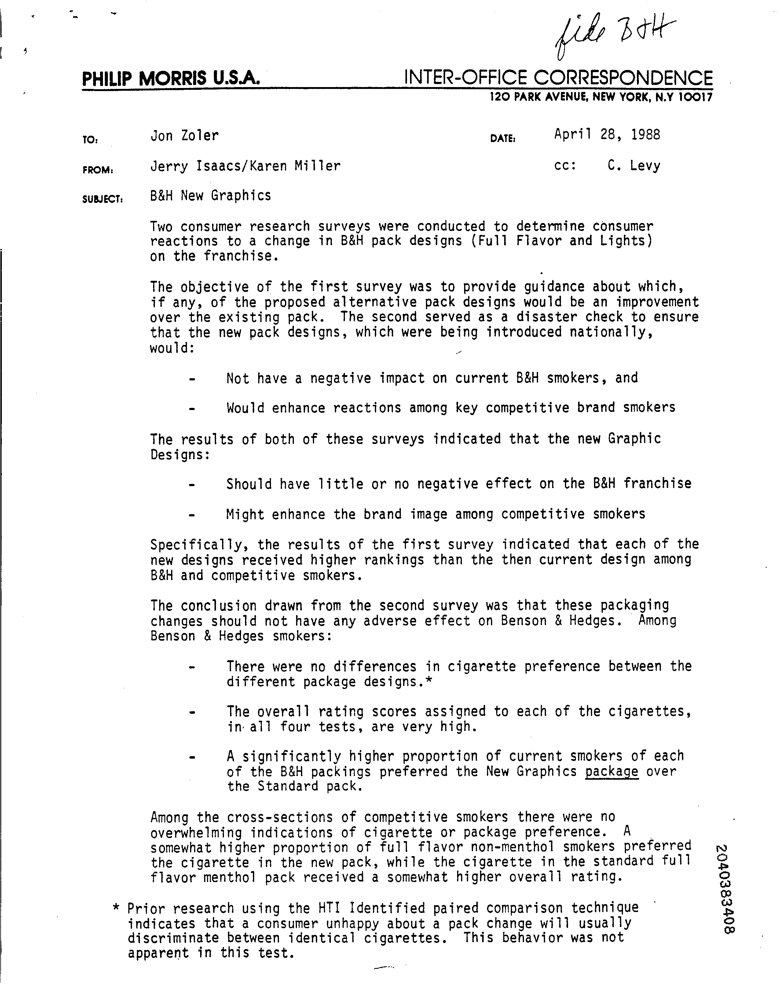 file B&H
PHILIP MORRIS U.S.A. INTER-OFFICE CORRESPONDENCE
120 PARK AVENUE, NEW YORK, N.Y 10017
TO: Jon Zoler DATE: April 28, 1988
FROM: Jerry Isaacs/Karen Miller cc: C. Levy
SUBJECT: B&H New Graphics
Two consumer research surveys were conducted to determine consumer
reactions to a change in B&H pack designs (Full Flavor and Lights)
on the franchise.
The objective of the first survey was to provide guidance about which,
if any, of the proposed alternative pack designs would be an improvement
over the existing pack. The second served as a disaster check to ensure
that the new pack designs, which were being introduced nationally,
would:
- Not have a negative impact on current B&H smokers, and
- Would enhance reactions among key competitive brand smokers
The results of both of these surveys indicated that the new Graphic
Designs:
- Should have little or no negative effect on the B&H franchise
- Might enhance the brand image among competitive smokers
Specifically, the results of the first survey indicated that each of the
new designs received higher rankings than the then current design among
B&H and competitive smokers.
The conclusion drawn from the second survey was that these packaging
changes should not have any adverse effect on Benson & Hedges. Among
Benson & Hedges smokers:
- There were no differences in cigarette preference between the
different package designs.*
- The overall rating scores assigned to each of the cigarettes,
in all four tests, are very high.
- A significantly higher proportion of current smokers of each
of the B&H packings preferred the New Graphics package over
the Standard pack.
Among the cross-sections of competitive smokers there were no
overwhelming indications of cigarette or package preference. A
somewhat higher proportion of full flavor non-menthol smokers preferred
the cigarette in the new pack, while the cigarette in the standard full
flavor menthol pack received a somewhat higher overall rating.
* Prior research using the HTI Identified paired comparison technique
indicates that a consumer unhappy about a pack change will usually
discriminate between identical cigarettes. This behavior was not
apparent in this test.
2040383408